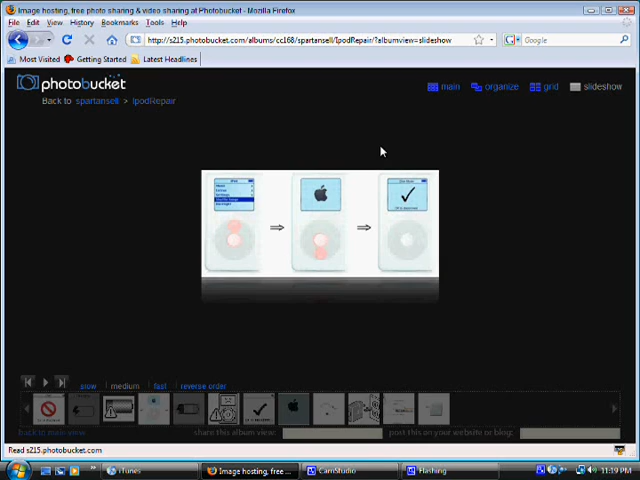 Image hosting, free photo sharing & video sharing at Photobucket - Mozilla Firefox
File Edit View History Bookmarks Tools Help
http://s215.photobucket.com/albums/cc168/spartansell/IpodRepair/?albumview=slideshow
Google
Most Visited Getting Started Latest Headlines
photobucket
main organize grid slideshow
Back to spartansell > IpodRepair
slow medium fast reverse order
back to main view share this album view: post this on your website or blog:
Read s215.photobucket.com
iTunes Image hosting, free ... CamStudio Flashing 11:19 PM